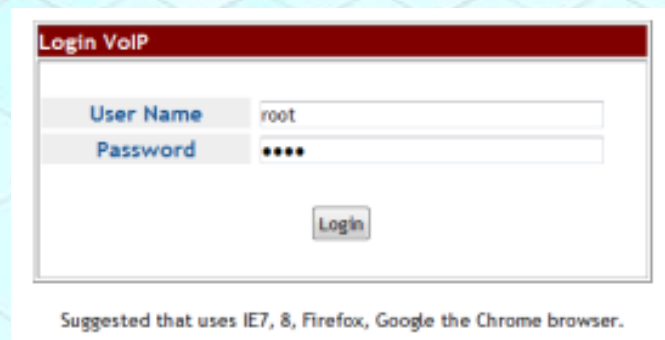 Login VoIP
User Name root
Password ••••
Login
Suggested that uses IE7, 8, Firefox, Google the Chrome browser.